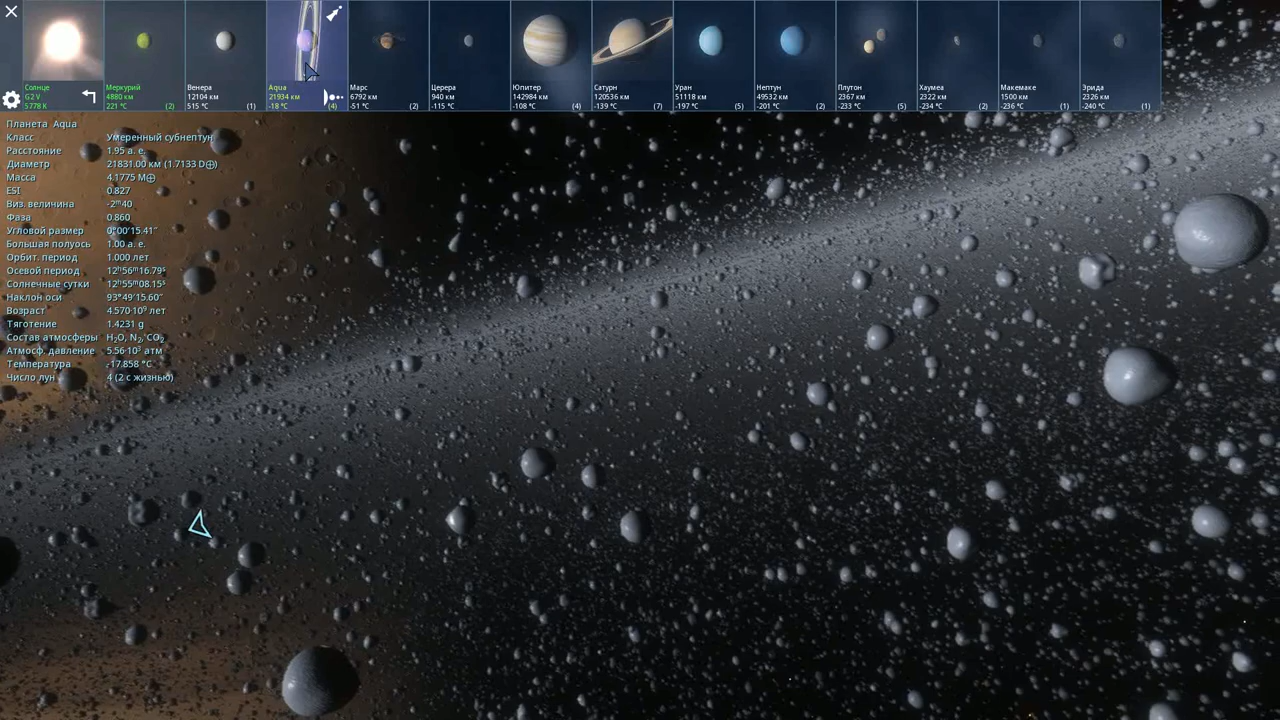 Солнце
G2 V
5778 K
Меркурий
4880 км
221 °C (2)
Венера
12104 км
515 °C (1)
Aqua
21934 км
-18 °C (4)
Марс
6792 км
-51 °C (2)
Церера
940 км
-115 °C
Юпитер
142984 км
-108 °C (4)
Сатурн
120536 км
-139 °C (7)
Уран
51118 км
-197 °C (5)
Нептун
49532 км
-201 °C (2)
Плутон
2367 км
-233 °C (5)
Хаумеа
2322 км
-234 °C (2)
Макемаке
1500 км
-236 °C (1)
Эрида
2326 км
-240 °C (1)
Планета Aqua
Класс Умеренный субнептун
Расстояние 1.95 а. е.
Диаметр 21831.00 км (1.7133 D⊕)
Масса 4.1775 M⊕
ESI 0.827
Виз. величина -2ᵐ40
Фаза 0.860
Угловой размер 0°00'15.41"
Большая полуось 1.00 а. е.
Орбит. период 1.000 лет
Осевой период 12ʰ56ᵐ16.79ˢ
Солнечные сутки 12ʰ55ᵐ08.15ˢ
Наклон оси 93°49'15.60"
Возраст 4.570·10⁹ лет
Тяготение 1.4231 g
Состав атмосферы H₂O, N₂, CO₂
Атмосф. давление 5.56·10³ атм
Температура -17.858 °C
Число лун 4 (2 с жизнью)